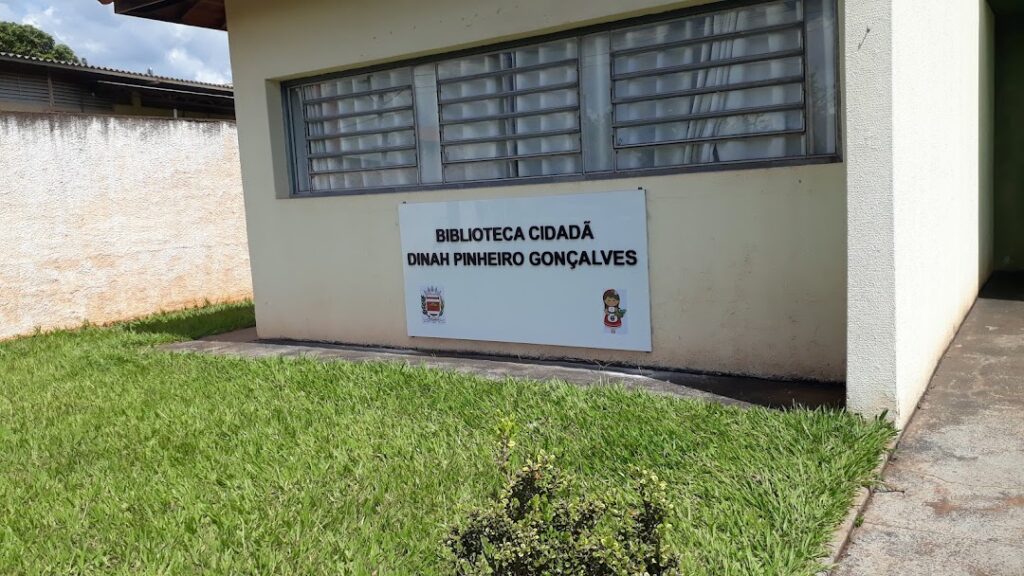 BIBLIOTECA CIDADÃ
DINAH PINHEIRO GONÇALVES